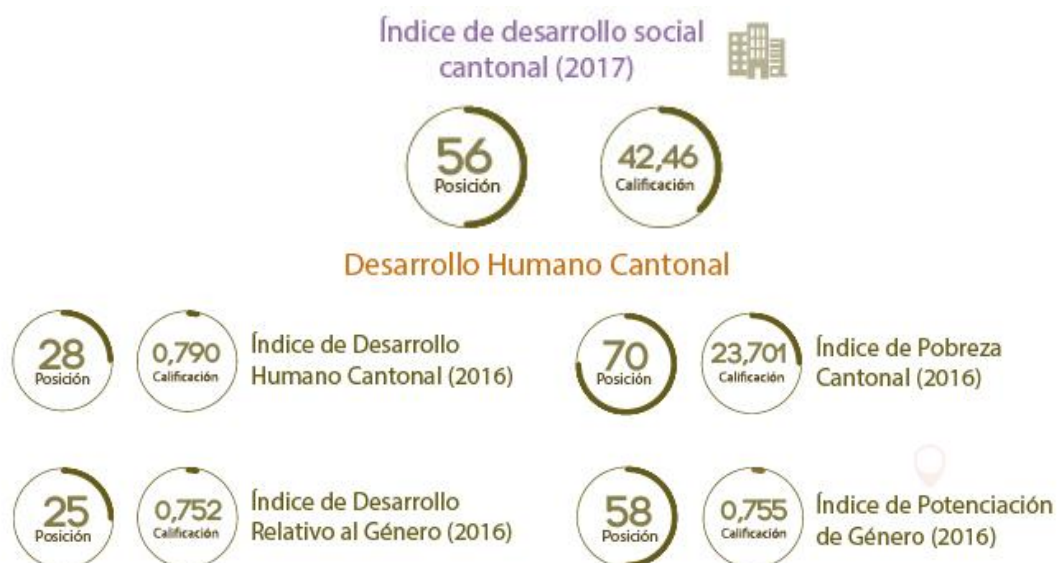 Índice de desarrollo social
cantonal (2017)
56
Posición
42,46
Calificación
Desarrollo Humano Cantonal
28
Posición
0,790
Calificación
Índice de Desarrollo
Humano Cantonal (2016)
70
Posición
23,701
Calificación
Índice de Pobreza
Cantonal (2016)
25
Posición
0,752
Calificación
Índice de Desarrollo
Relativo al Género (2016)
58
Posición
0,755
Calificación
Índice de Potenciación
de Género (2016)